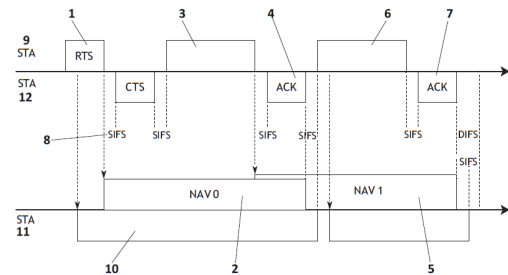 1
3
4
6
7
9
STA
RTS
STA
12
CTS
ACK
ACK
8
SIFS
SIFS
SIFS
SIFS
SIFS
DIFS
SIFS
NAV 0
NAV 1
STA
11
10
2
5